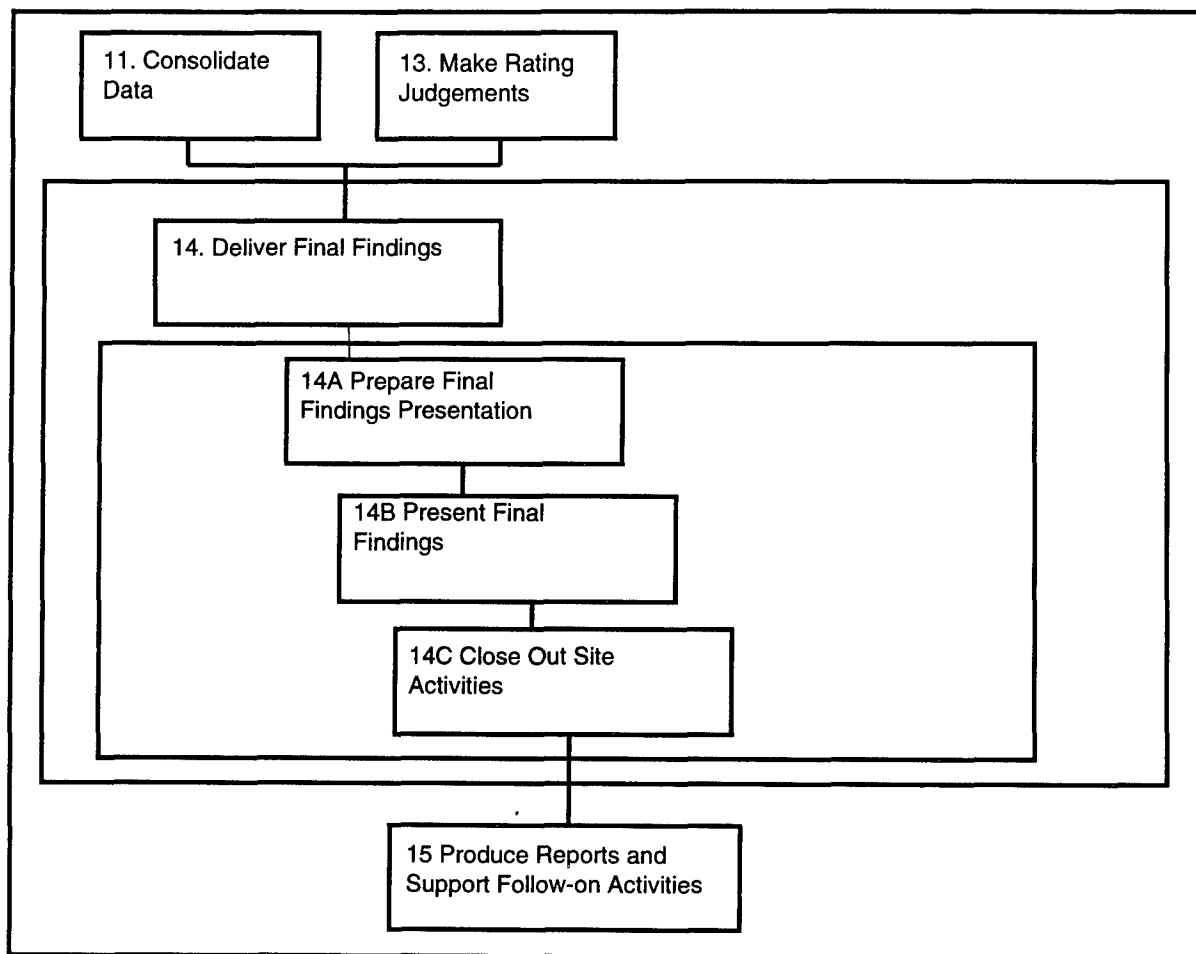 11. Consolidate
Data
13. Make Rating
Judgements
14. Deliver Final Findings
14A Prepare Final
Findings Presentation
14B Present Final
Findings
14C Close Out Site
Activities
15 Produce Reports and
Support Follow-on Activities